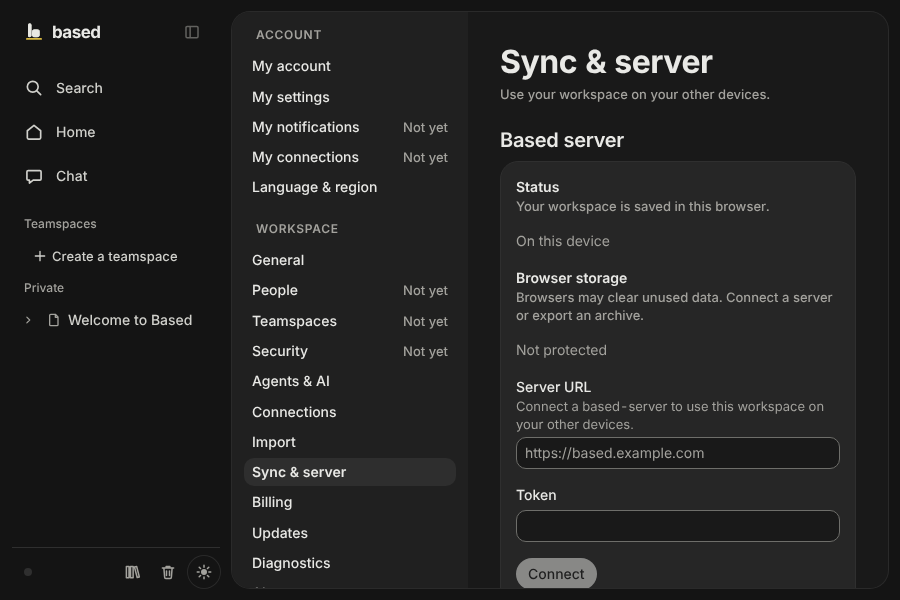 based
Search
Home
Chat
Teamspaces
Create a teamspace
Private
Welcome to Based
ACCOUNT
My account
My settings
My notifications Not yet
My connections Not yet
Language & region
WORKSPACE
General
People Not yet
Teamspaces Not yet
Security Not yet
Agents & AI
Connections
Import
Sync & server
Billing
Updates
Diagnostics
Sync & server
Use your workspace on your other devices.
Based server
Status
Your workspace is saved in this browser.
On this device
Browser storage
Browsers may clear unused data. Connect a server
or export an archive.
Not protected
Server URL
Connect a based-server to use this workspace on
your other devices.
https://based.example.com
Token
Connect